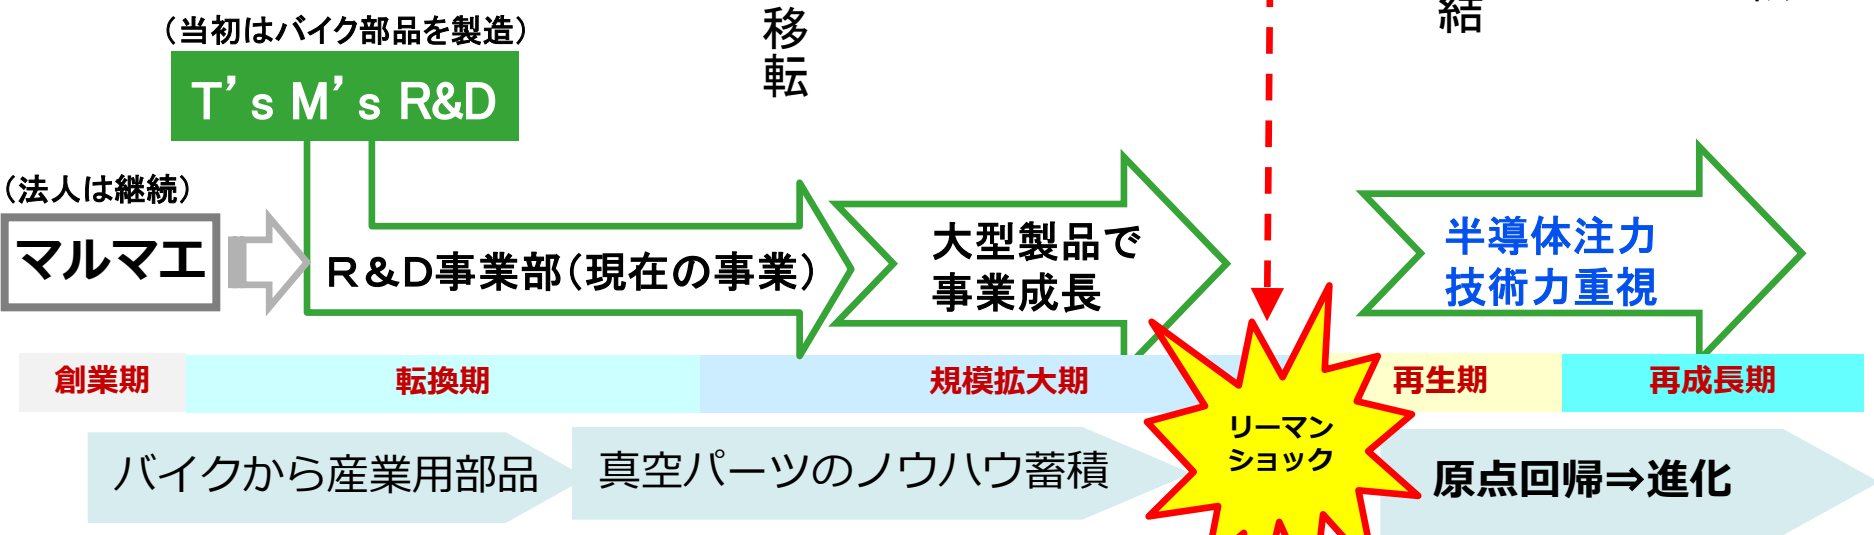 移転
結
（当初はバイク部品を製造）
T’s M’s R&D
（法人は継続）
マルマエ
R&D事業部（現在の事業）
大型製品で
事業成長
半導体注力
技術力重視
創業期
転換期
規模拡大期
再生期
再成長期
リーマン
ショック
バイクから産業用部品
真空パーツのノウハウ蓄積
原点回帰⇒進化